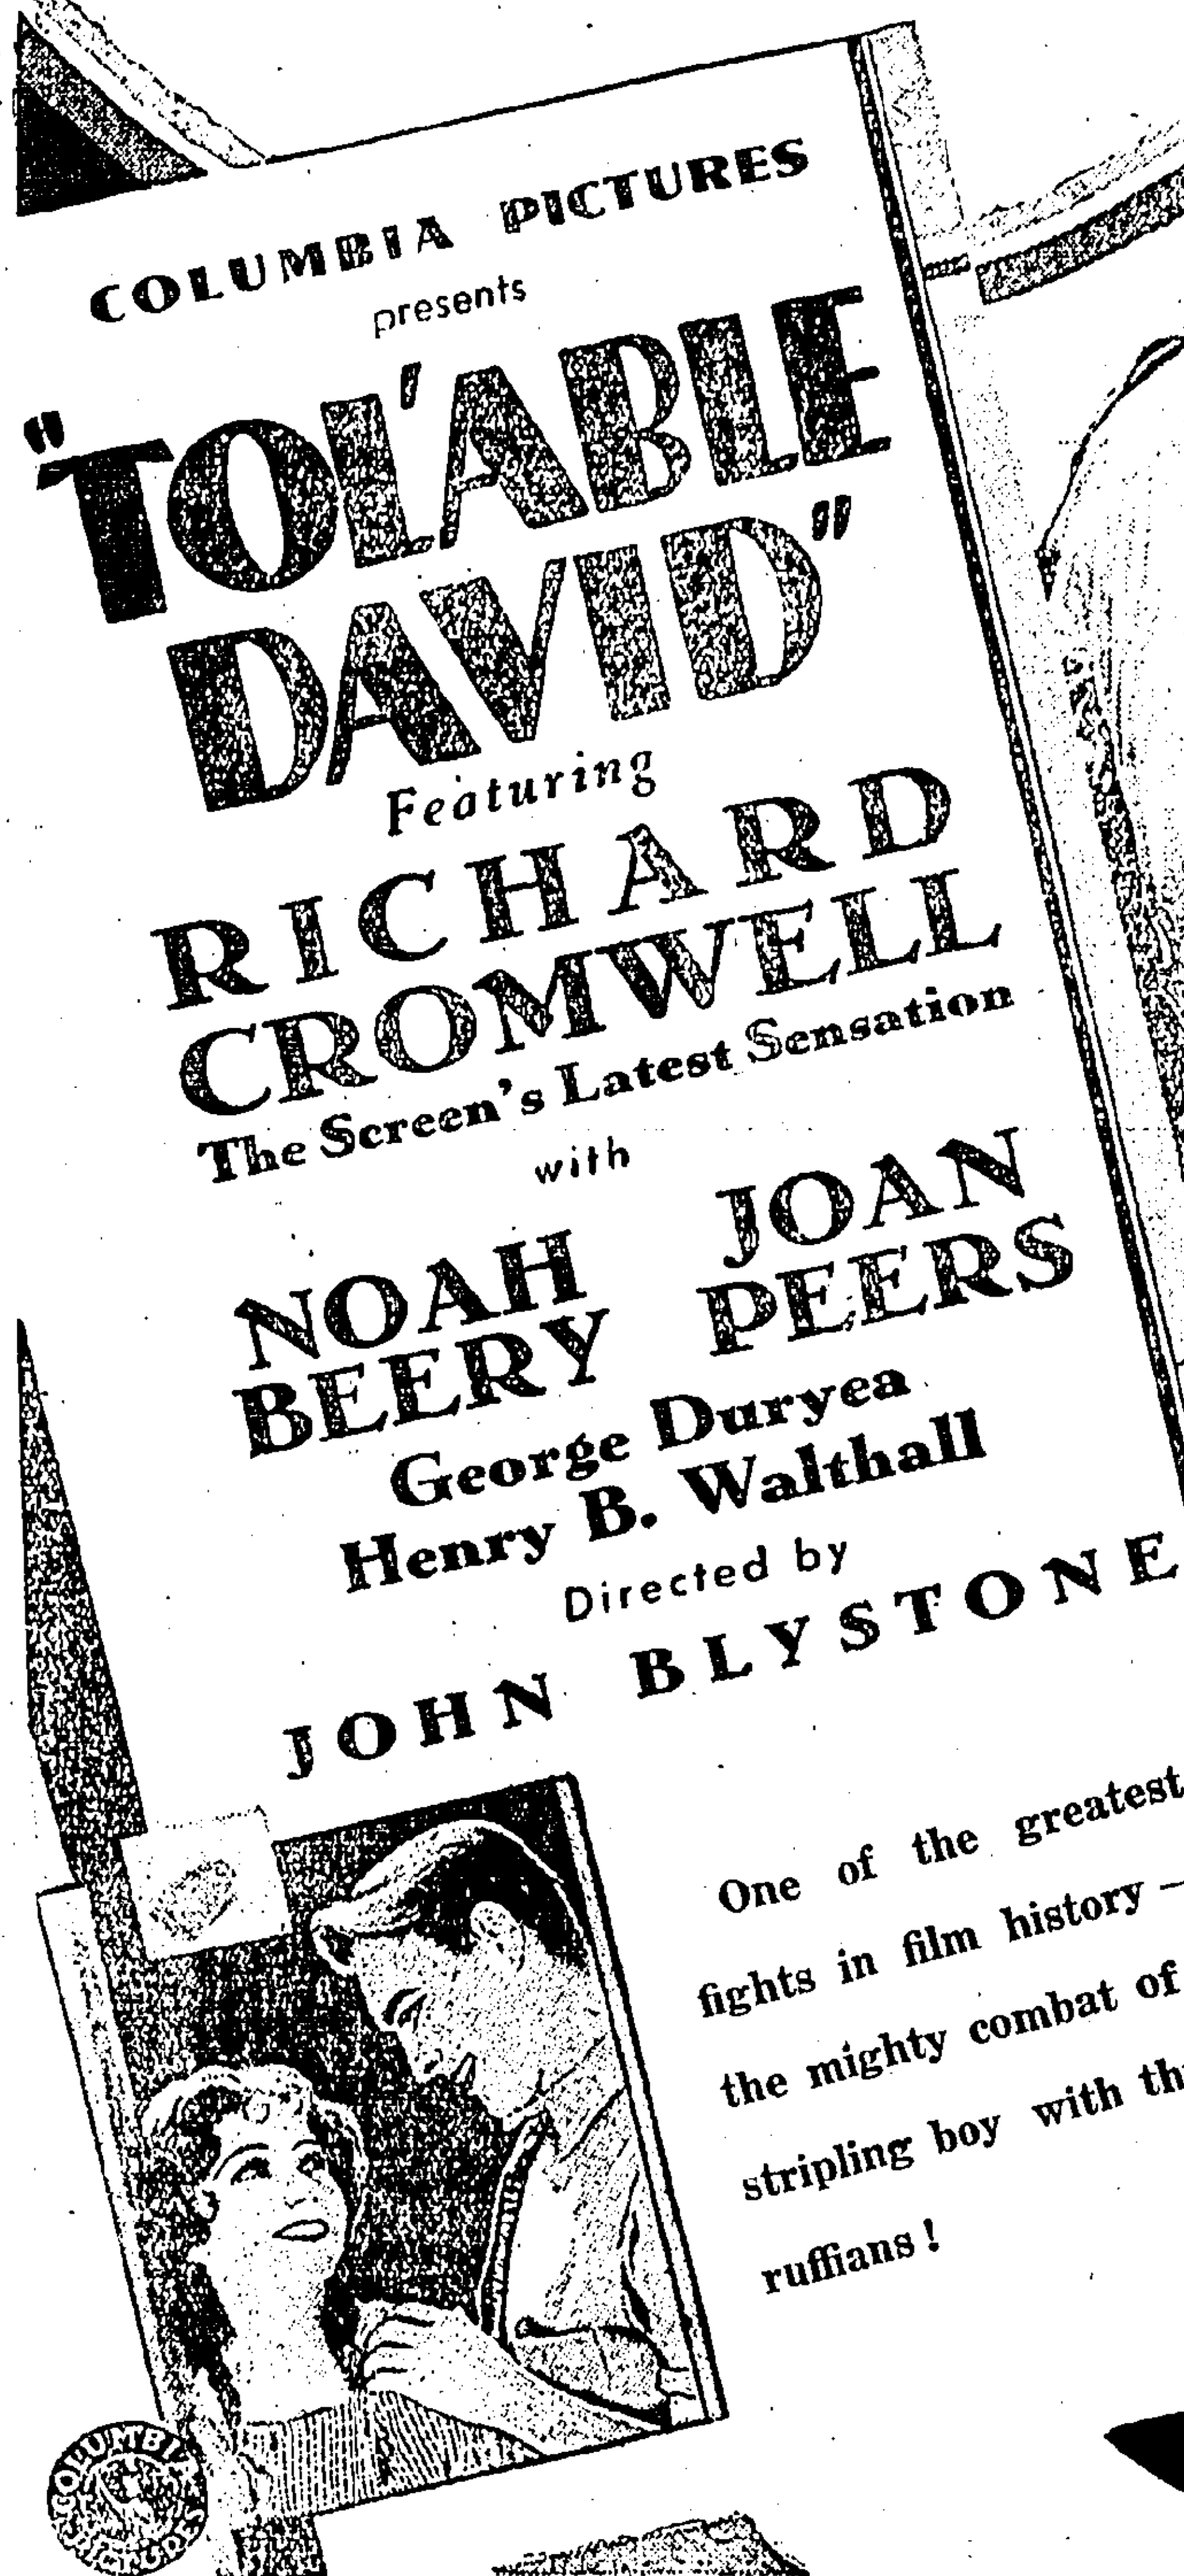 COLUMBIA PICTURES
presents
"TOL'ABLE
DAVID"
Featuring
RICHARD
CROMWELL
The Screen's Latest Sensation
with
NOAH
BEERY
JOAN
PEERS
George Duryea
Henry B. Walthall
Directed by
JOHN BLYSTONE
One of the greatest
fights in film history —
the mighty combat of
stripling boy with
ruffians!
COLUMBIA PICTURES